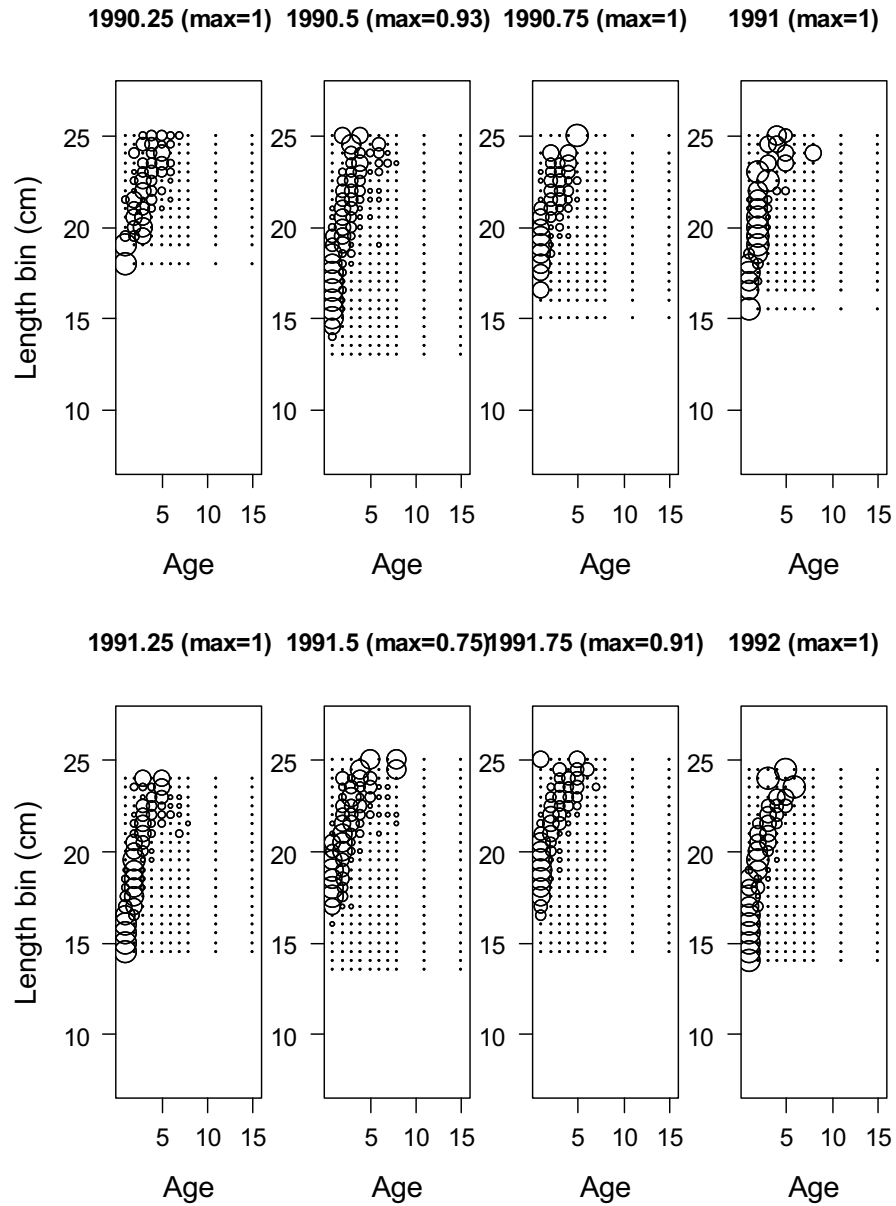 1990.25 (max=1) 1990.5 (max=0.93) 1990.75 (max=1) 1991 (max=1)
Length bin (cm)
25 25 25 25
20 20 20 20
15 15 15 15
10 10 10 10
5 10 15 5 10 15 5 10 15 5 10 15
Age Age Age Age
1991.25 (max=1) 1991.5 (max=0.75) 1991.75 (max=0.91) 1992 (max=1)
Length bin (cm)
25 25 25 25
20 20 20 20
15 15 15 15
10 10 10 10
5 10 15 5 10 15 5 10 15 5 10 15
Age Age Age Age